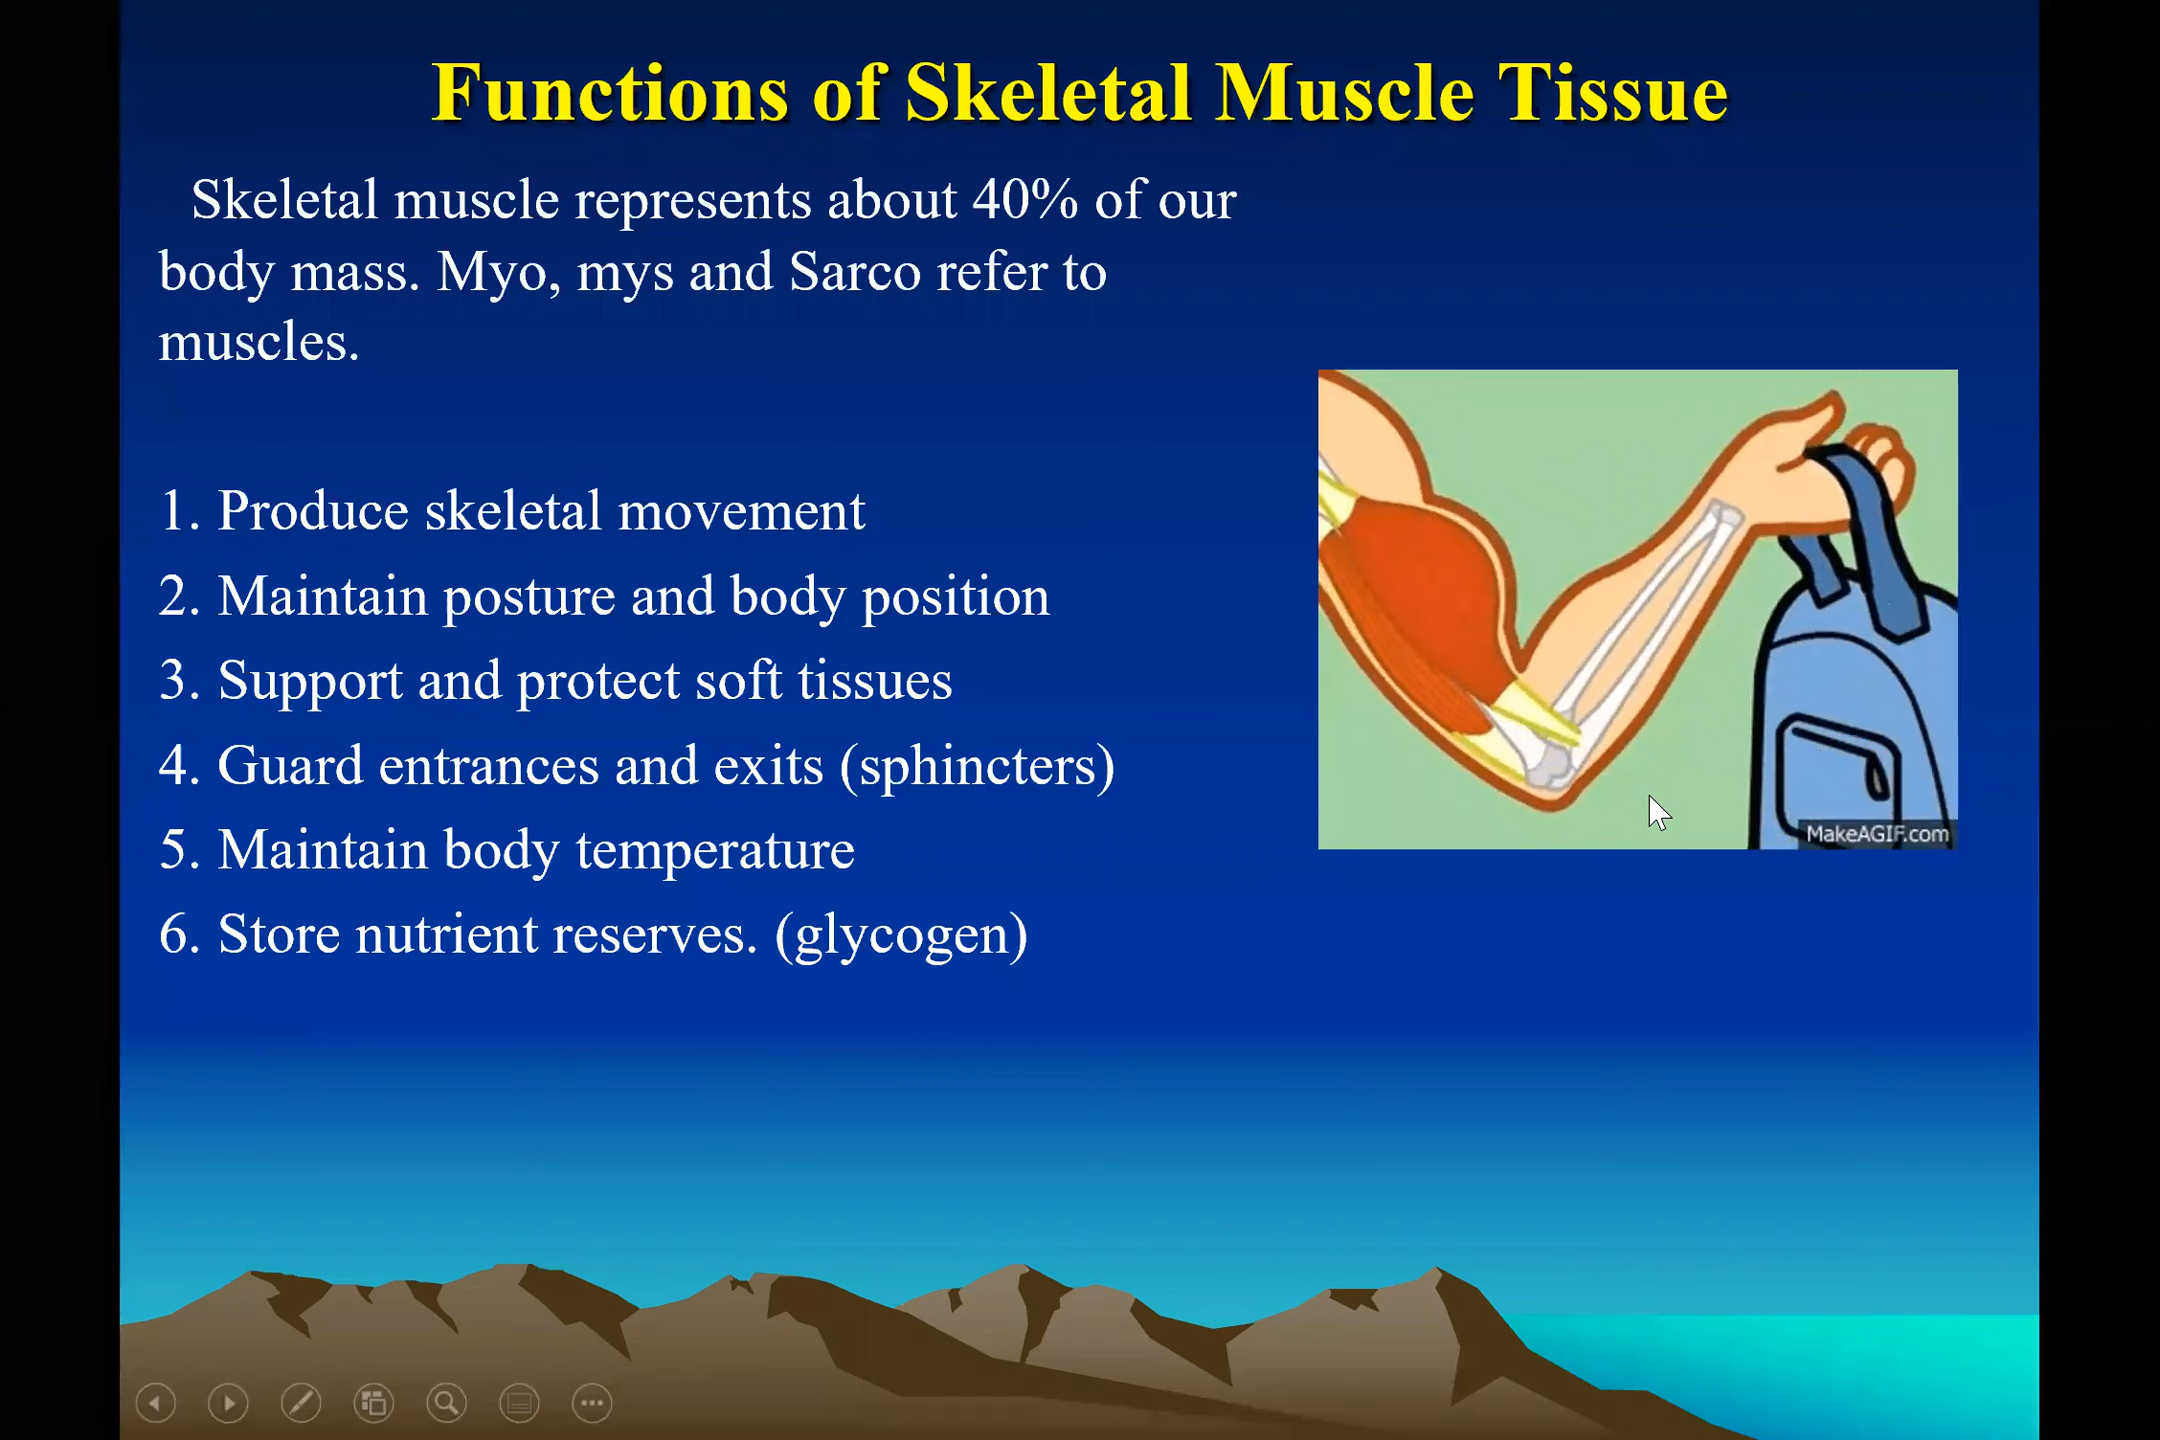 Functions of Skeletal Muscle Tissue
Skeletal muscle represents about 40% of our
body mass. Myo, mys and Sarco refer to
muscles.
1. Produce skeletal movement
2. Maintain posture and body position
3. Support and protect soft tissues
4. Guard entrances and exits (sphincters)
5. Maintain body temperature
6. Store nutrient reserves. (glycogen)
MakeAGIF.com